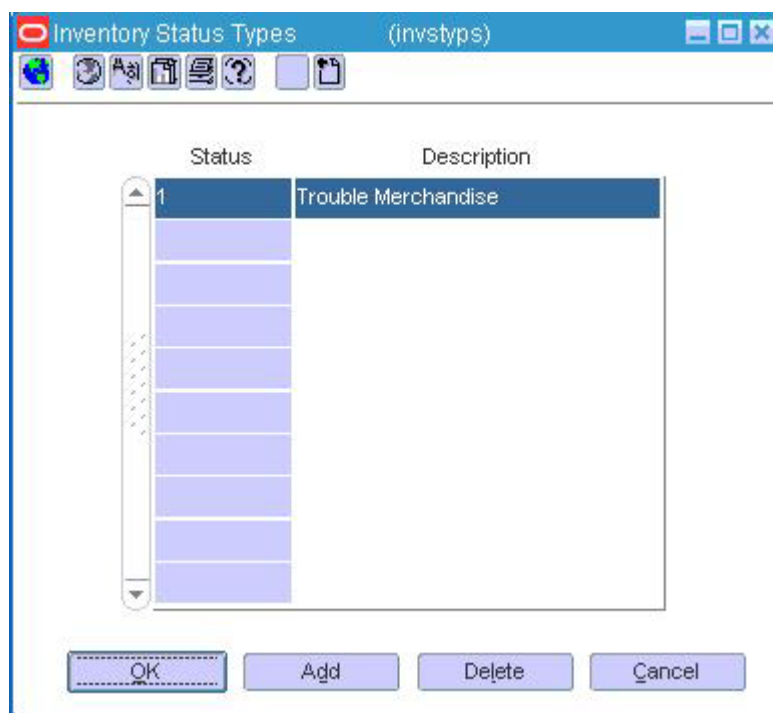 Inventory Status Types (invstyps)
Status Description
1 Trouble Merchandise
OK Add Delete Cancel